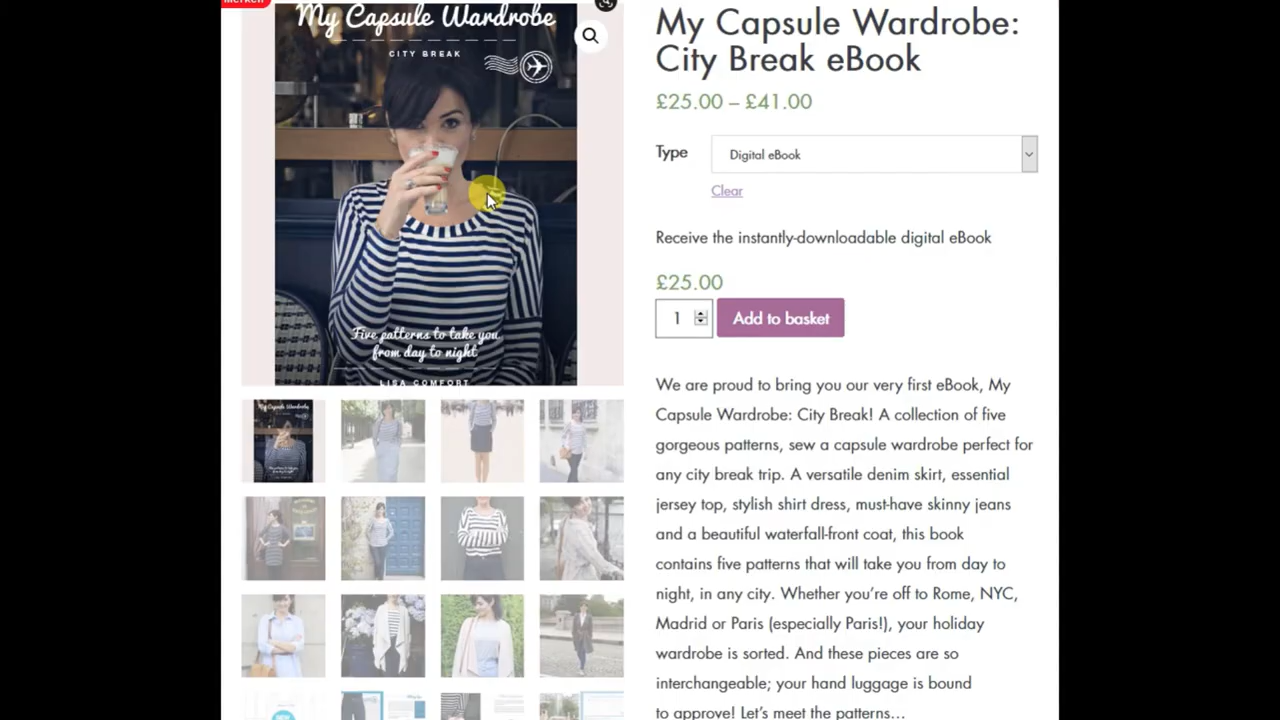 Merken
My Capsule Wardrobe
CITY BREAK
Five patterns to take you
from day to night
LISA COMFORT
My Capsule Wardrobe:
City Break eBook
£25.00 – £41.00
Type
Digital eBook
Clear
Receive the instantly-downloadable digital eBook
£25.00
1
Add to basket
We are proud to bring you our very first eBook, My
Capsule Wardrobe: City Break! A collection of five
gorgeous patterns, sew a capsule wardrobe perfect for
any city break trip. A versatile denim skirt, essential
jersey top, stylish shirt dress, must-have skinny jeans
and a beautiful waterfall-front coat, this book
contains five patterns that will take you from day to
night, in any city. Whether you’re off to Rome, NYC,
Madrid or Paris (especially Paris!), your holiday
wardrobe is sorted. And these pieces are so
interchangeable; your hand luggage is bound
to approve! Let’s meet the patterns…